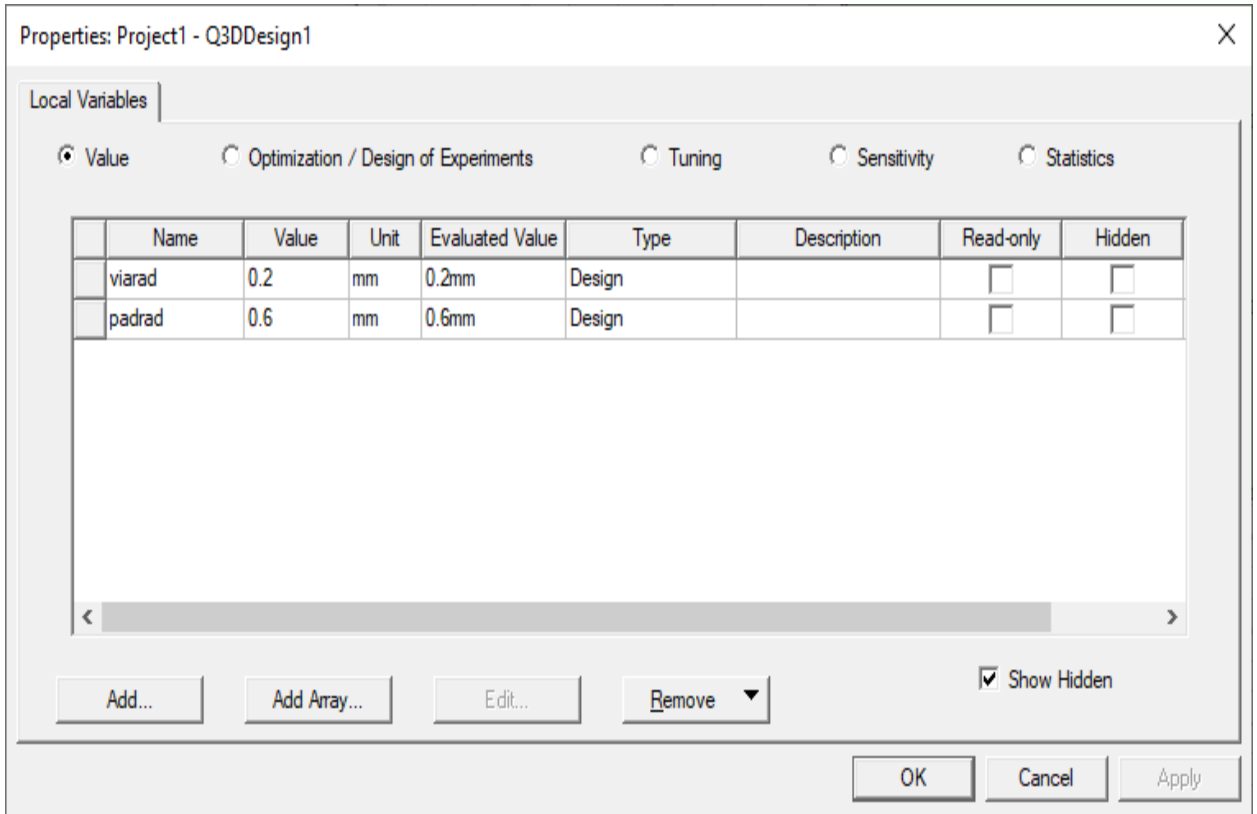 Properties: Project1 - Q3DDesign1
Local Variables
Value Optimization / Design of Experiments Tuning Sensitivity Statistics
Name Value Unit Evaluated Value Type Description Read-only Hidden
viarad 0.2 mm 0.2mm Design
padrad 0.6 mm 0.6mm Design
Show Hidden
Add... Add Array... Edit... Remove
OK Cancel Apply